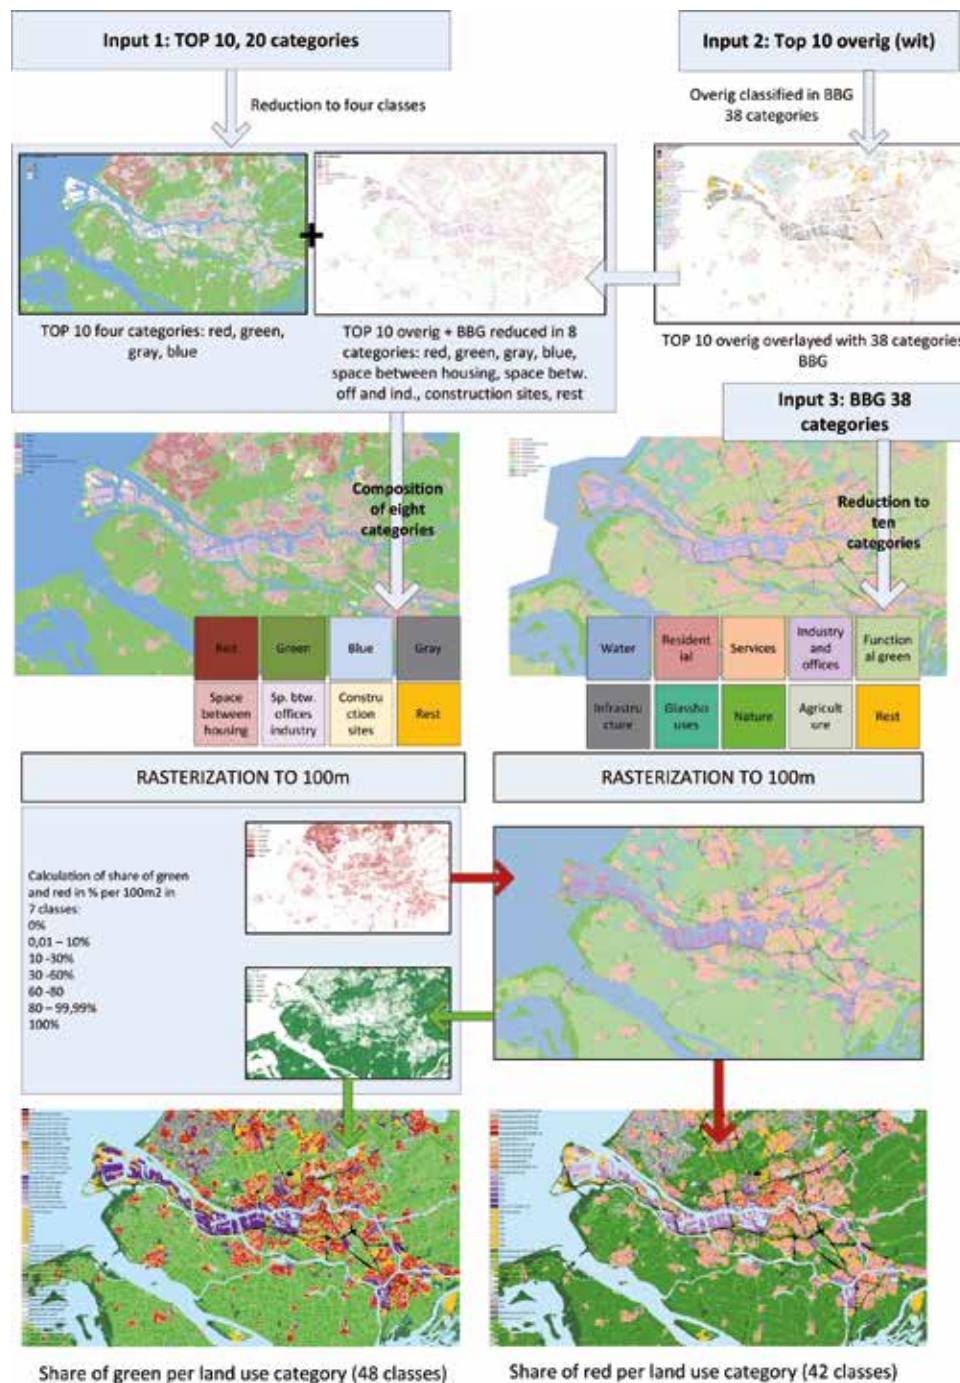 Input 1: TOP 10, 20 categories
Input 2: Top 10 overig (wit)
Reduction to four classes
Overig classified in BBG
38 categories
+
TOP 10 four categories: red, green,
gray, blue
TOP 10 overig + BBG reduced in 8
categories: red, green, gray, blue,
space between housing, space betw.
off and ind., construction sites, rest
TOP 10 overig overlayed with 38 categories
BBG
Input 3: BBG 38
categories
Composition
of eight
categories
Reduction to
ten
categories
Red
Green
Blue
Gray
Space
between
housing
Sp. btw.
offices
industry
Constru
ction
sites
Rest
Water
Resident
ial
Services
Industry
and
offices
Function
al green
Infrastru
cture
Glassho
uses
Nature
Agricult
ure
Rest
RASTERIZATION TO 100m
RASTERIZATION TO 100m
Calculation of share of green
and red in % per 100m2 in
7 classes:
0%
0,01 – 10%
10 -30%
30 -60%
60 -80
80 – 99,99%
100%
Share of green per land use category (48 classes)
Share of red per land use category (42 classes)